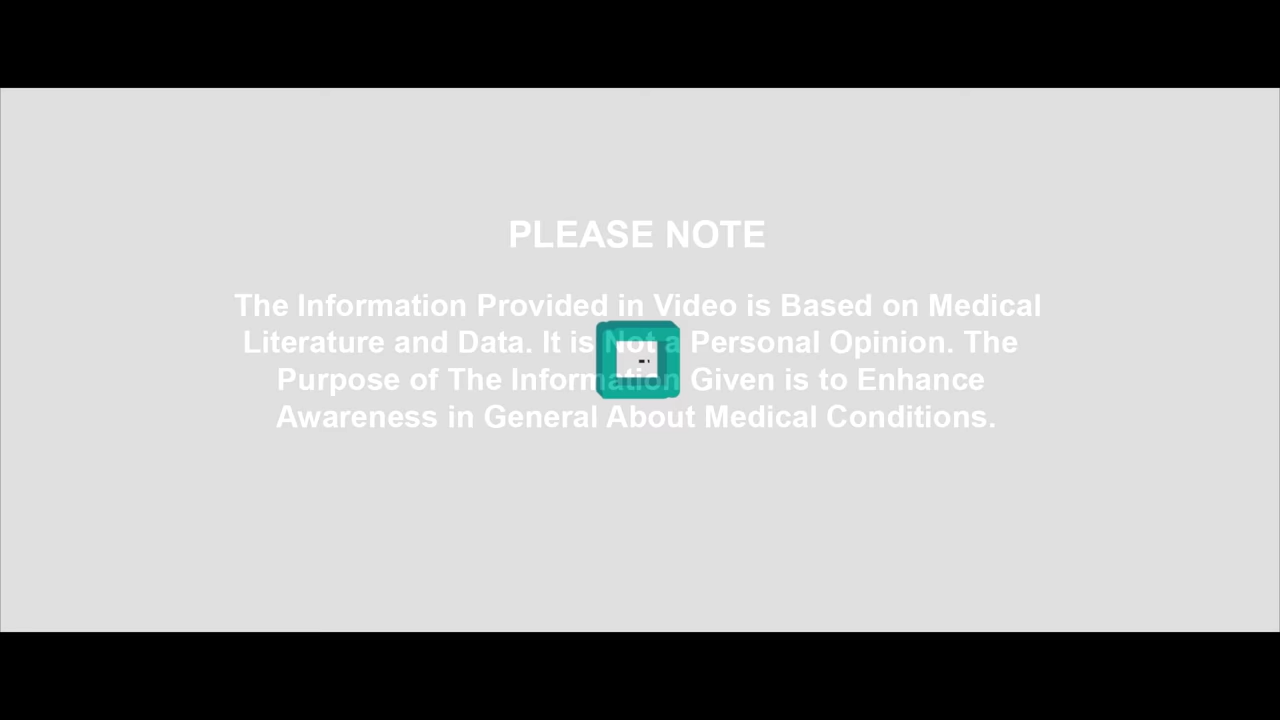 PLEASE NOTE
The Information Provided in Video is Based on Medical
Literature and Data. It is Not a Personal Opinion. The
Purpose of The Information Given is to Enhance
Awareness in General About Medical Conditions.